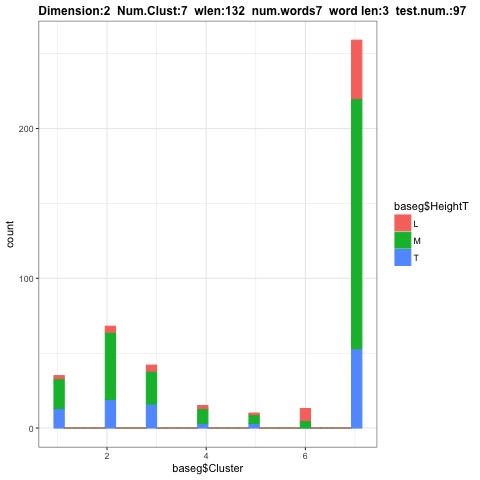 Dimension:2 Num.Clust:7 wlen:132 num.words7 word len:3 test.num.:97
200
100
0
count
2
4
6
baseg$Cluster
baseg$HeightT
L
M
T